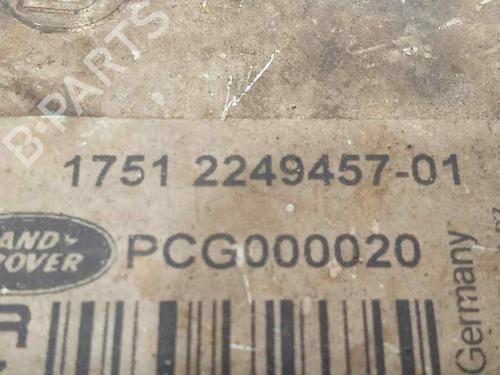 B-PARTS
1751 2249457-01
LAND
ROVER
PCG000020
Germany
R